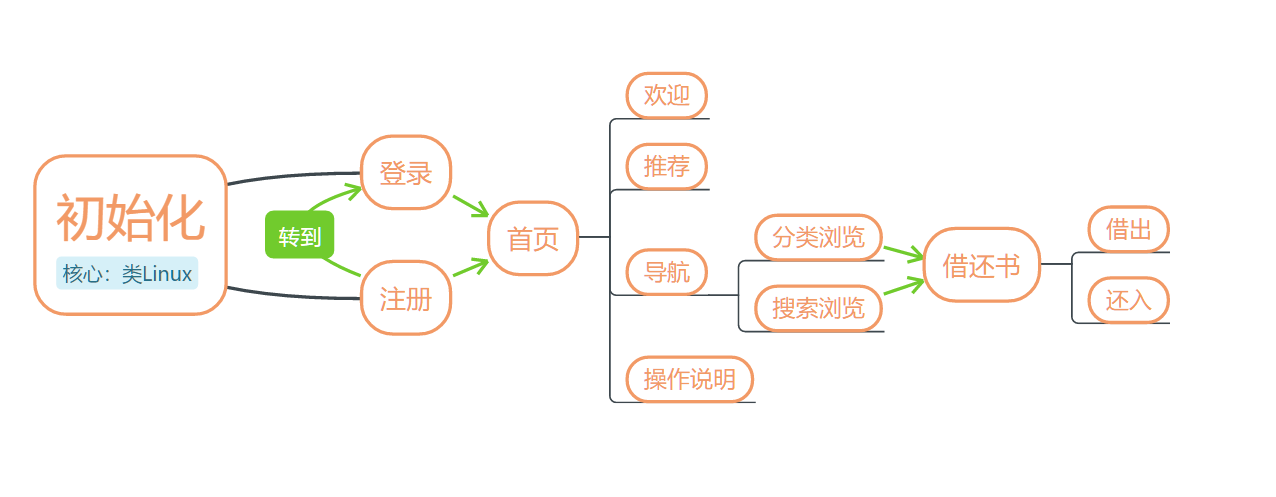 初始化
核心：类Linux
转到
登录
注册
首页
欢迎
推荐
导航
操作说明
分类浏览
搜索浏览
借还书
借出
还入